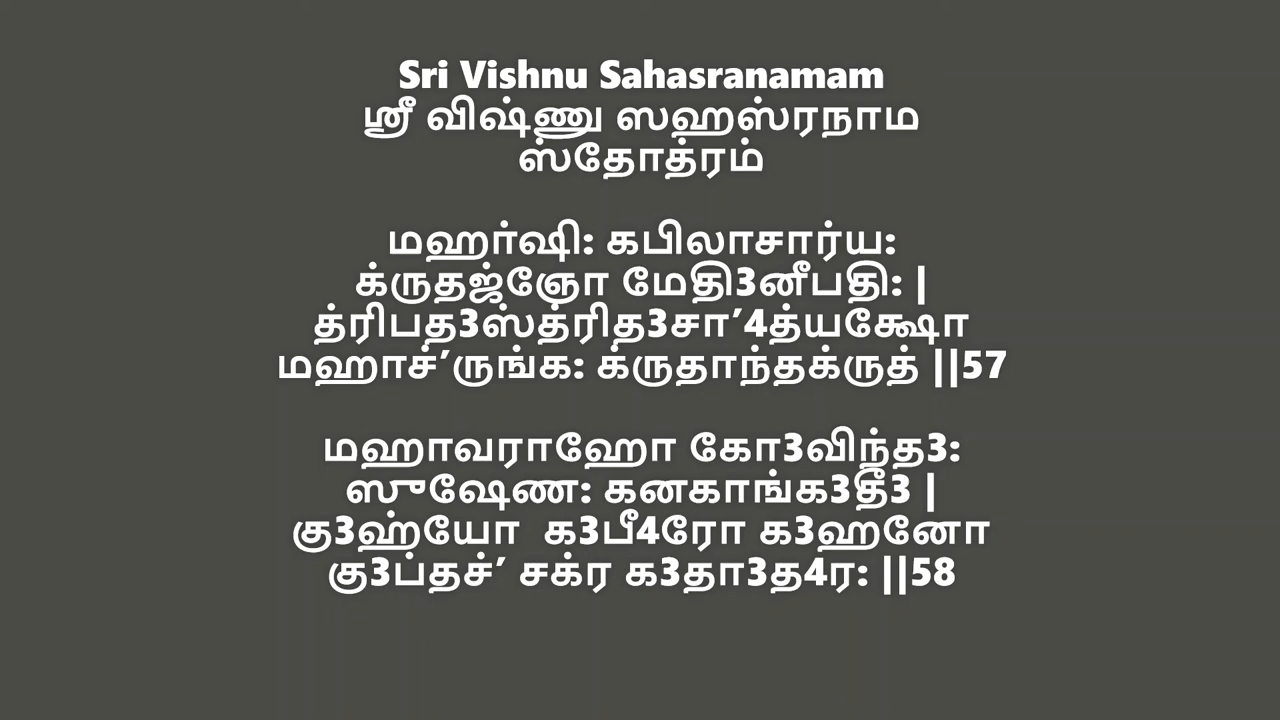 Sri Vishnu Sahasranamam
ஸ்ரீ விஷ்ணு ஸஹஸ்ரநாம
ஸ்தோத்ரம்
மஹர்ஷி: கபிலாசார்ய:
க்ருதஜ்ஞோ மேதி3னீபதி: |
த்ரிபத3ஸ்த்ரித3சா’4த்யக்ஷோ
மஹாச்’ருங்க: க்ருதாந்தக்ருத் ||57
மஹாவராஹோ கோ3விந்த3:
ஸுஷேண: கனகாங்க3தீ3 |
கு3ஹ்யோ க3பீ4ரோ க3ஹனோ
கு3ப்தச்’ சக்ர க3தா3த4ர: ||58